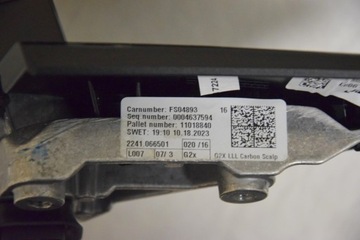 Carnumber: FS04893 16
Seq number: 0004637594
Pallet number: 11018840
SWET: 19:10 10.18.2023
2241.066501 020 /16
L007 07/ 3 G2x G2X LLL Carbon Scalp
7224